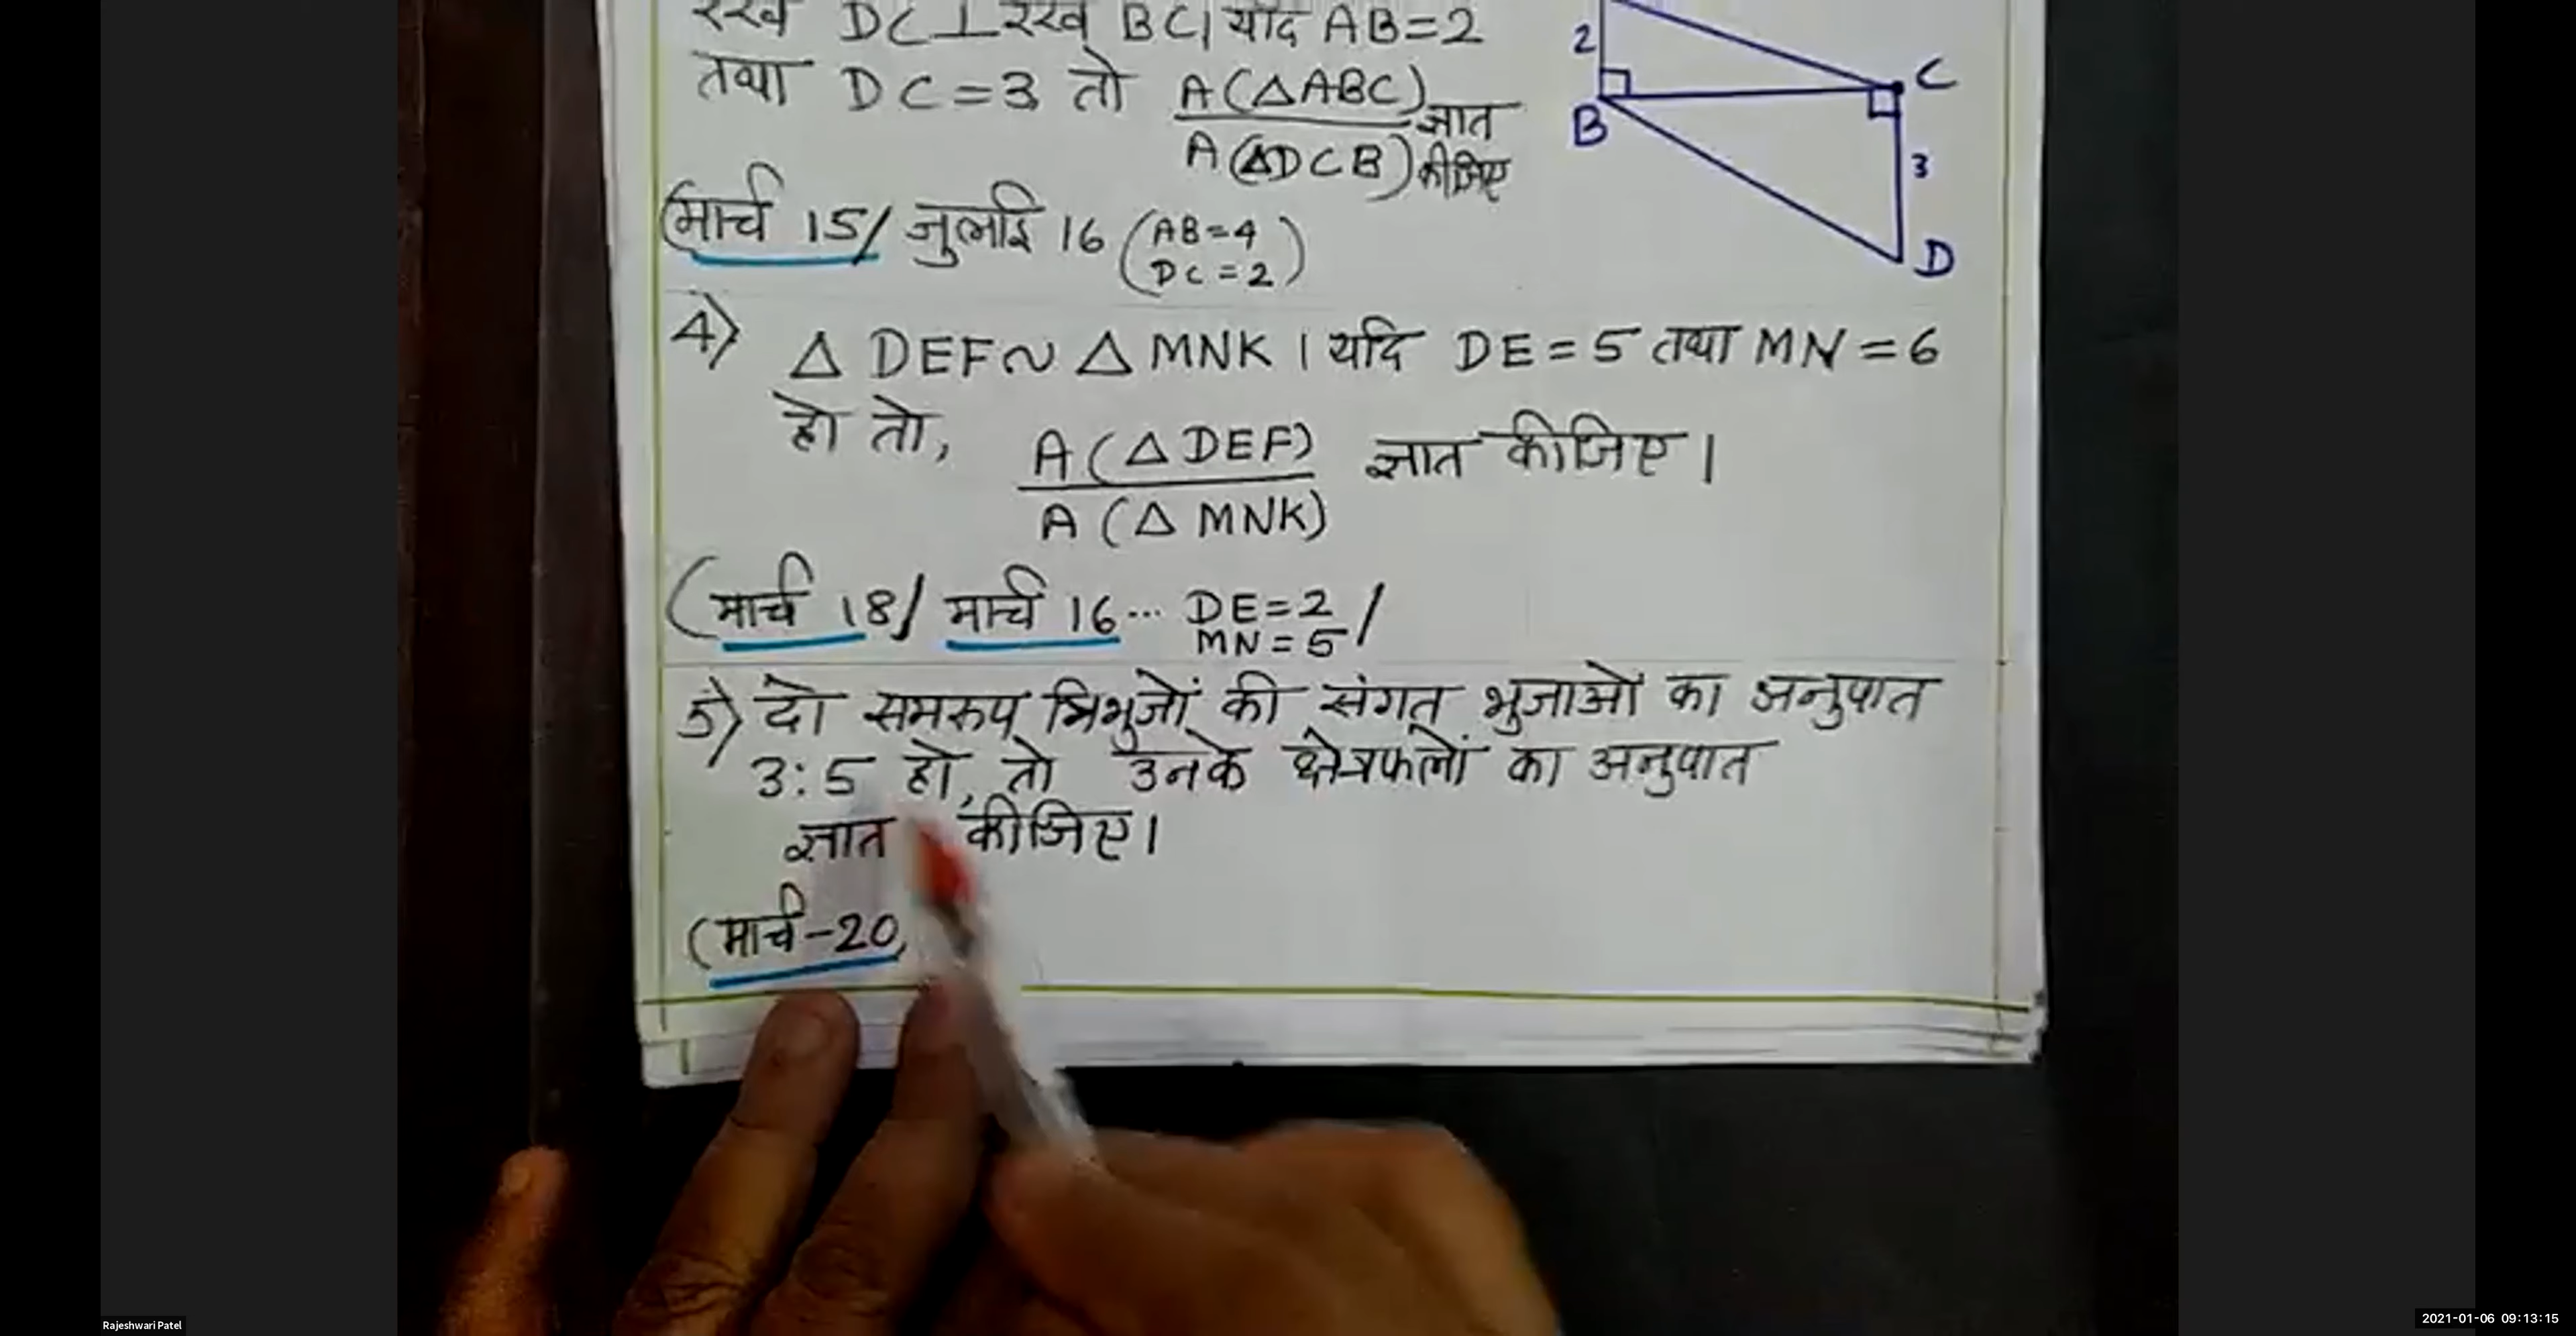 रेख DC⊥रेख BC। यदि AB=2
तथा DC=3 तो A(△ABC)
ज्ञात
A(△DCB) कीजिए
2
B
C
3
D
(मार्च 15/ जुलाई 16 (AB=4
DC=2)
4) △ DEF ~ △ MNK । यदि DE = 5 तथा MN = 6
हो तो, A(△DEF) ज्ञात कीजिए।
A(△MNK)
(मार्च 18/ मार्च 16... DE=2 /
MN=5
5) दो समरुप त्रिभुजों की संगत भुजाओं का अनुपात
3:5 हो, तो उनके क्षेत्रफलों का अनुपात
ज्ञात कीजिए।
(मार्च-20)
Rajeshwari Patel
2021-01-06 09:13:15